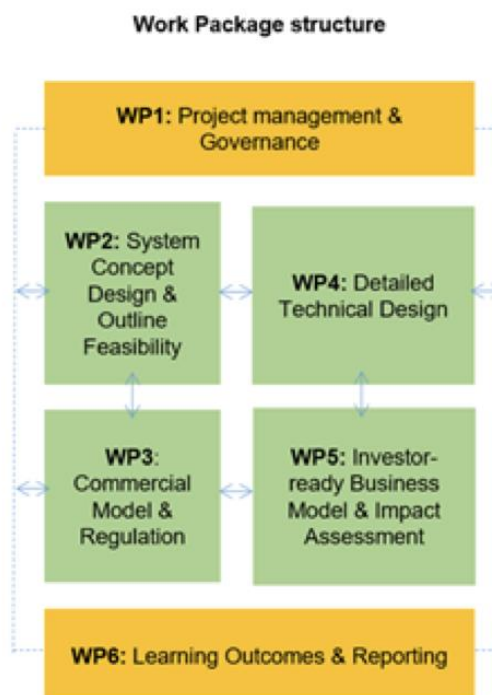 Work Package structure
WP1: Project management &
Governance
WP2: System
Concept
Design &
Outline
Feasibility
WP4: Detailed
Technical Design
WP3:
Commercial
Model &
Regulation
WP5: Investor-
ready Business
Model & Impact
Assessment
WP6: Learning Outcomes & Reporting